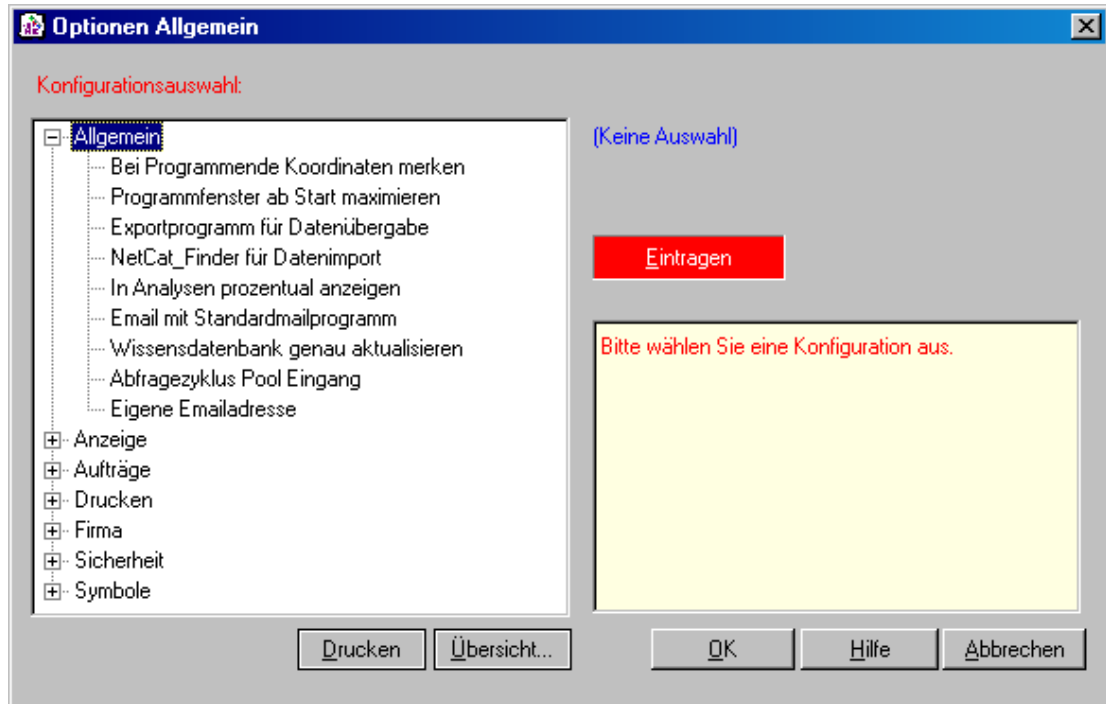 Optionen Allgemein
Konfigurationsauswahl:
Allgemein
Bei Programmende Koordinaten merken
Programmfenster ab Start maximieren
Exportprogramm für Datenübergabe
NetCat_Finder für Datenimport
In Analysen prozentual anzeigen
Email mit Standardmailprogramm
Wissensdatenbank genau aktualisieren
Abfragezyklus Pool Eingang
Eigene Emailadresse
Anzeige
Aufträge
Drucken
Firma
Sicherheit
Symbole
(Keine Auswahl)
Eintragen
Bitte wählen Sie eine Konfiguration aus.
Drucken
Übersicht...
OK
Hilfe
Abbrechen